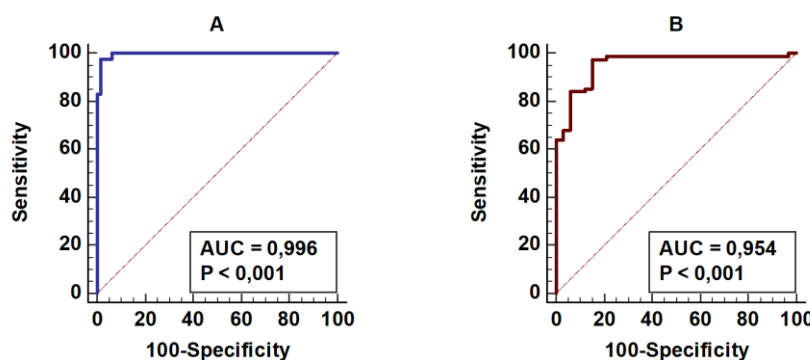 A
Sensitivity
100
80
60
40
20
0
AUC = 0,996
P < 0,001
0 20 40 60 80 100
100-Specificity
B
Sensitivity
100
80
60
40
20
0
AUC = 0,954
P < 0,001
0 20 40 60 80 100
100-Specificity